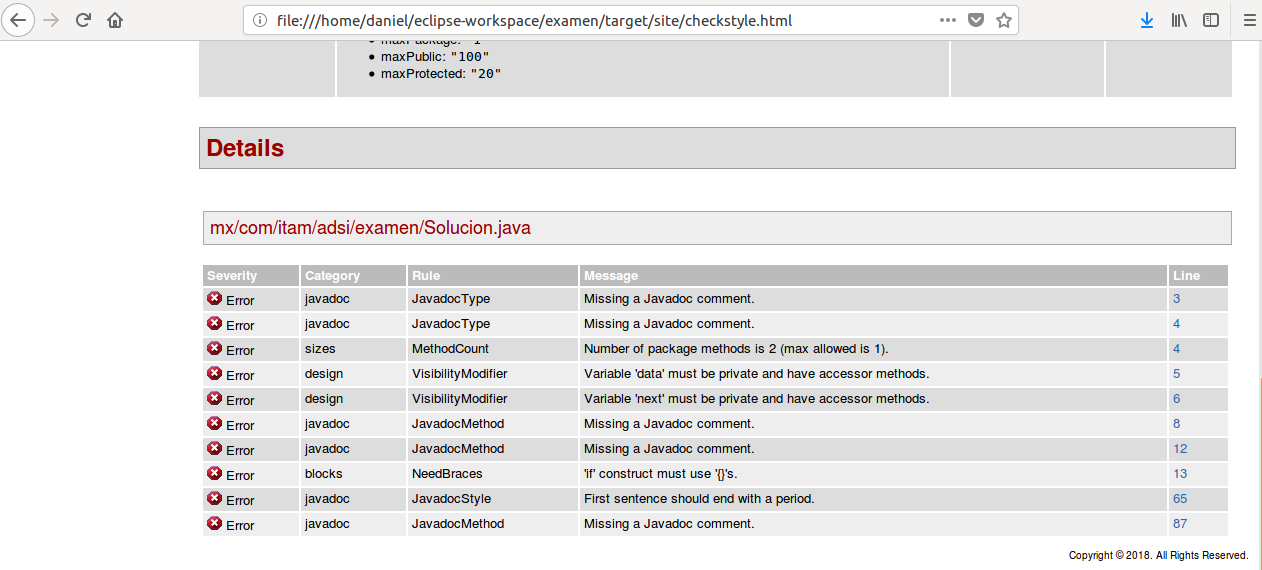 file:///home/daniel/eclipse-workspace/examen/target/site/checkstyle.html
maxPackage: "1"
maxPublic: "100"
maxProtected: "20"
Details
mx/com/itam/adsi/examen/Solucion.java
Severity Category Rule Message Line
Error javadoc JavadocType Missing a Javadoc comment. 3
Error javadoc JavadocType Missing a Javadoc comment. 4
Error sizes MethodCount Number of package methods is 2 (max allowed is 1). 4
Error design VisibilityModifier Variable 'data' must be private and have accessor methods. 5
Error design VisibilityModifier Variable 'next' must be private and have accessor methods. 6
Error javadoc JavadocMethod Missing a Javadoc comment. 8
Error javadoc JavadocMethod Missing a Javadoc comment. 12
Error blocks NeedBraces 'if' construct must use '{}'s. 13
Error javadoc JavadocStyle First sentence should end with a period. 65
Error javadoc JavadocMethod Missing a Javadoc comment. 87
Copyright © 2018. All Rights Reserved.